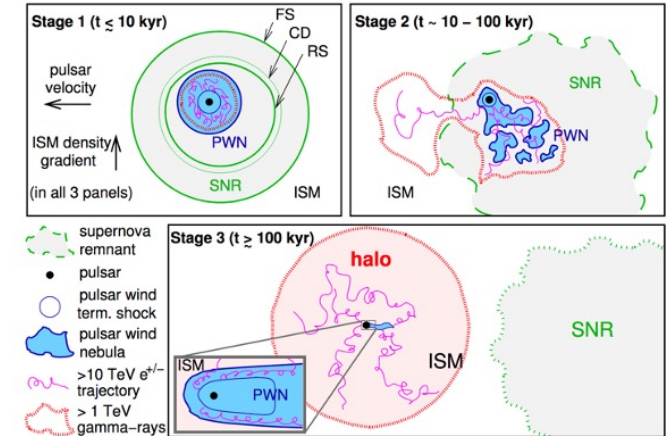 Stage 1 (t ≲ 10 kyr)
FS
CD
RS
pulsar
velocity
ISM density
gradient
(in all 3 panels)
PWN
SNR
ISM
Stage 2 (t ~ 10 – 100 kyr)
SNR
PWN
ISM
supernova
remnant
pulsar
pulsar wind
term. shock
pulsar wind
nebula
>10 TeV e+/−
trajectory
> 1 TeV
gamma−rays
Stage 3 (t ≳ 100 kyr)
halo
ISM
SNR
ISM
PWN